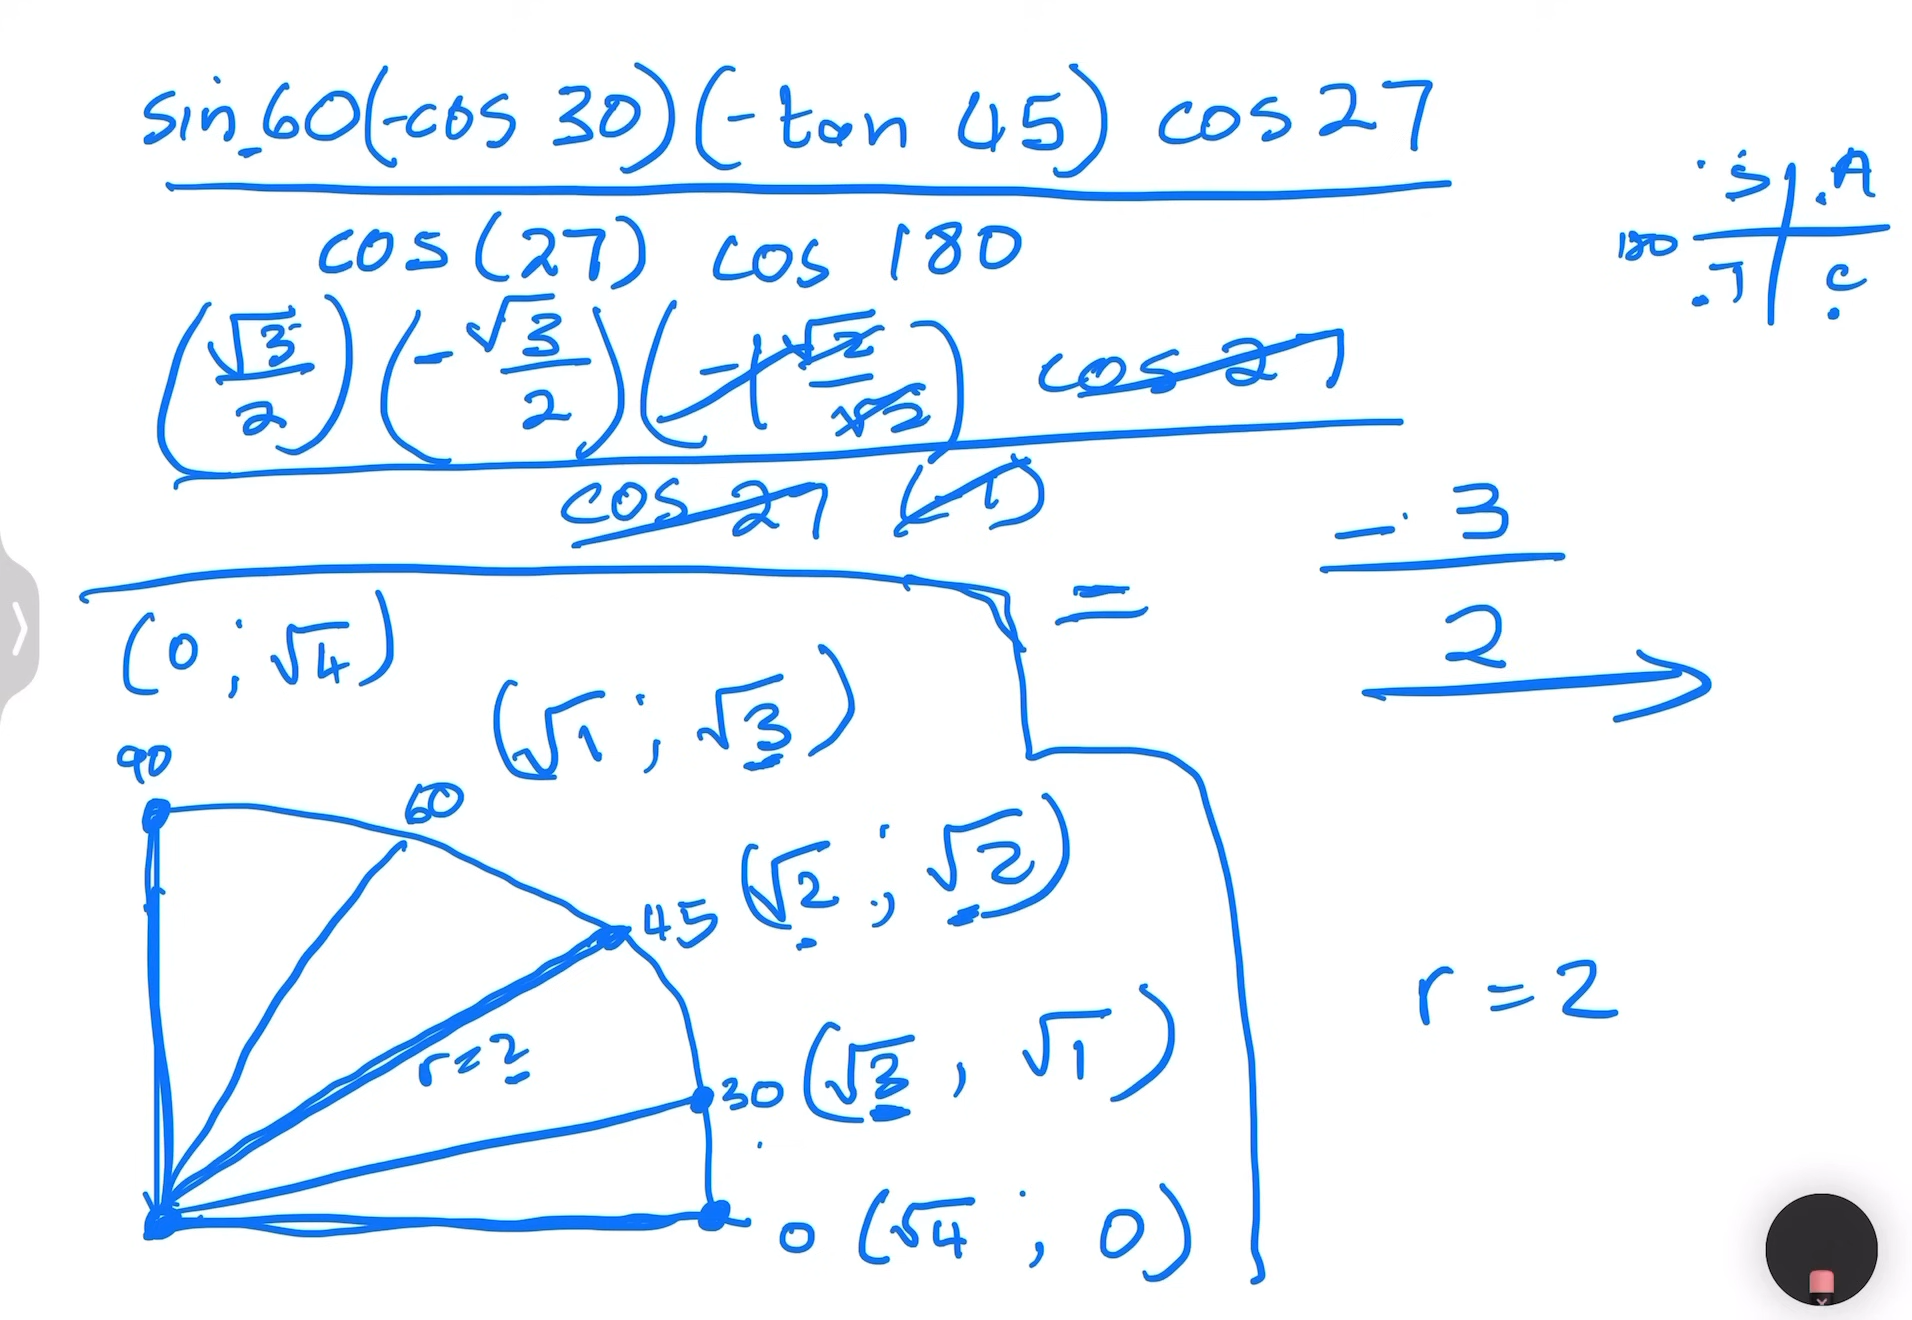 sin 60(-cos 30)(-tan 45) cos 27
cos(27) cos 180
S A
180
T C
(√3/2)(-√3/2)(-1 √2/√2) cos 27
cos 27 (-1)
= -3/2
(0 ; √4)
(√1 ; √3)
90
60
45 (√2 ; √2)
r=2
r = 2
30 (√3 , √1)
0 (√4 ; 0)